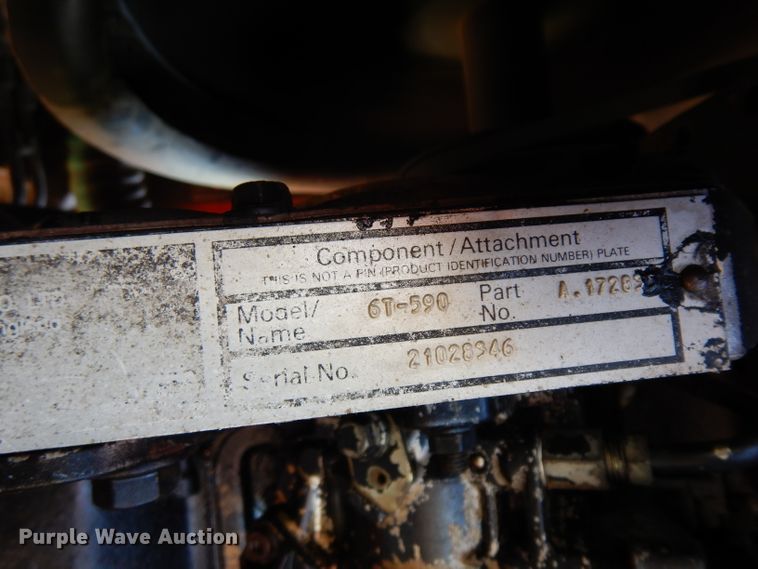 Component/Attachment
THIS IS NOT A PIN (PRODUCT IDENTIFICATION NUMBER) PLATE
Model/Name 6T-590 Part No.
Serial No. 21028946
Purple Wave Auction